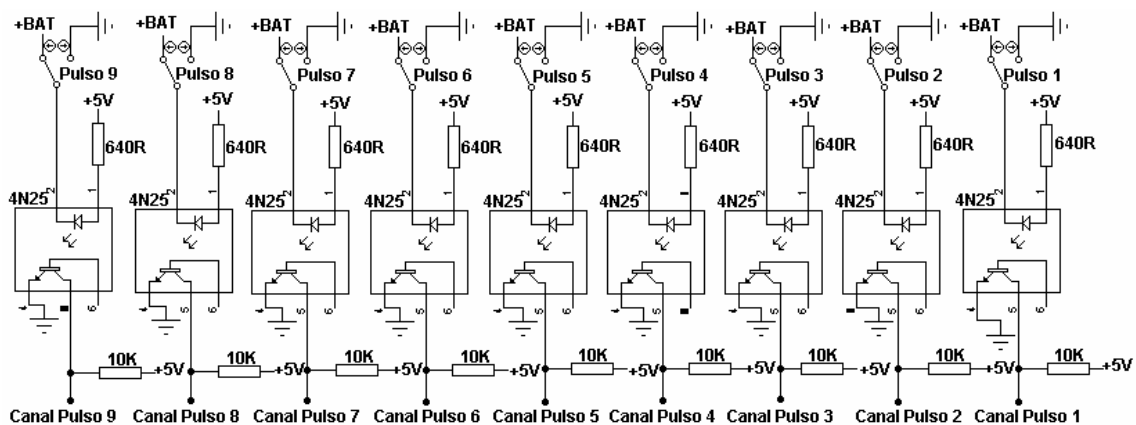 +BAT +BAT +BAT +BAT +BAT +BAT +BAT +BAT +BAT
Pulso 9 Pulso 8 Pulso 7 Pulso 6 Pulso 5 Pulso 4 Pulso 3 Pulso 2 Pulso 1
+5V +5V +5V +5V +5V +5V +5V +5V +5V
640R 640R 640R 640R 640R 640R 640R 640R 640R
4N25 2 1 4N25 2 1 4N25 2 1 4N25 2 1 4N25 2 1 4N25 2 4N25 2 1 4N25 2 1 4N25 2 1
4 6 4 5 6 4 5 6 4 5 6 4 5 6 4 5 4 5 6 5 6 4 5 6
10K +5V 10K +5V 10K +5V 10K +5V 10K +5V 10K +5V 10K +5V 10K +5V 10K +5V
Canal Pulso 9 Canal Pulso 8 Canal Pulso 7 Canal Pulso 6 Canal Pulso 5 Canal Pulso 4 Canal Pulso 3 Canal Pulso 2 Canal Pulso 1